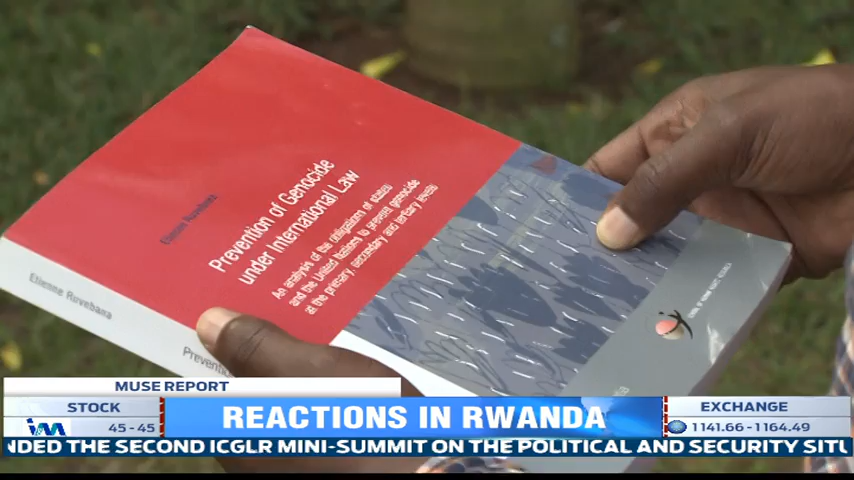 Etienne Ruvebana
Prevention of Genocide
under International Law
An analysis of the obligations of states
and the United Nations to prevent genocide
at the primary, secondary and tertiary levels
Etienne Ruvebana
Preventio
MUSE REPORT
STOCK
45 - 45
REACTIONS IN RWANDA
EXCHANGE
1141.66 - 1164.49
NDED THE SECOND ICGLR MINI-SUMMIT ON THE POLITICAL AND SECURITY SITU